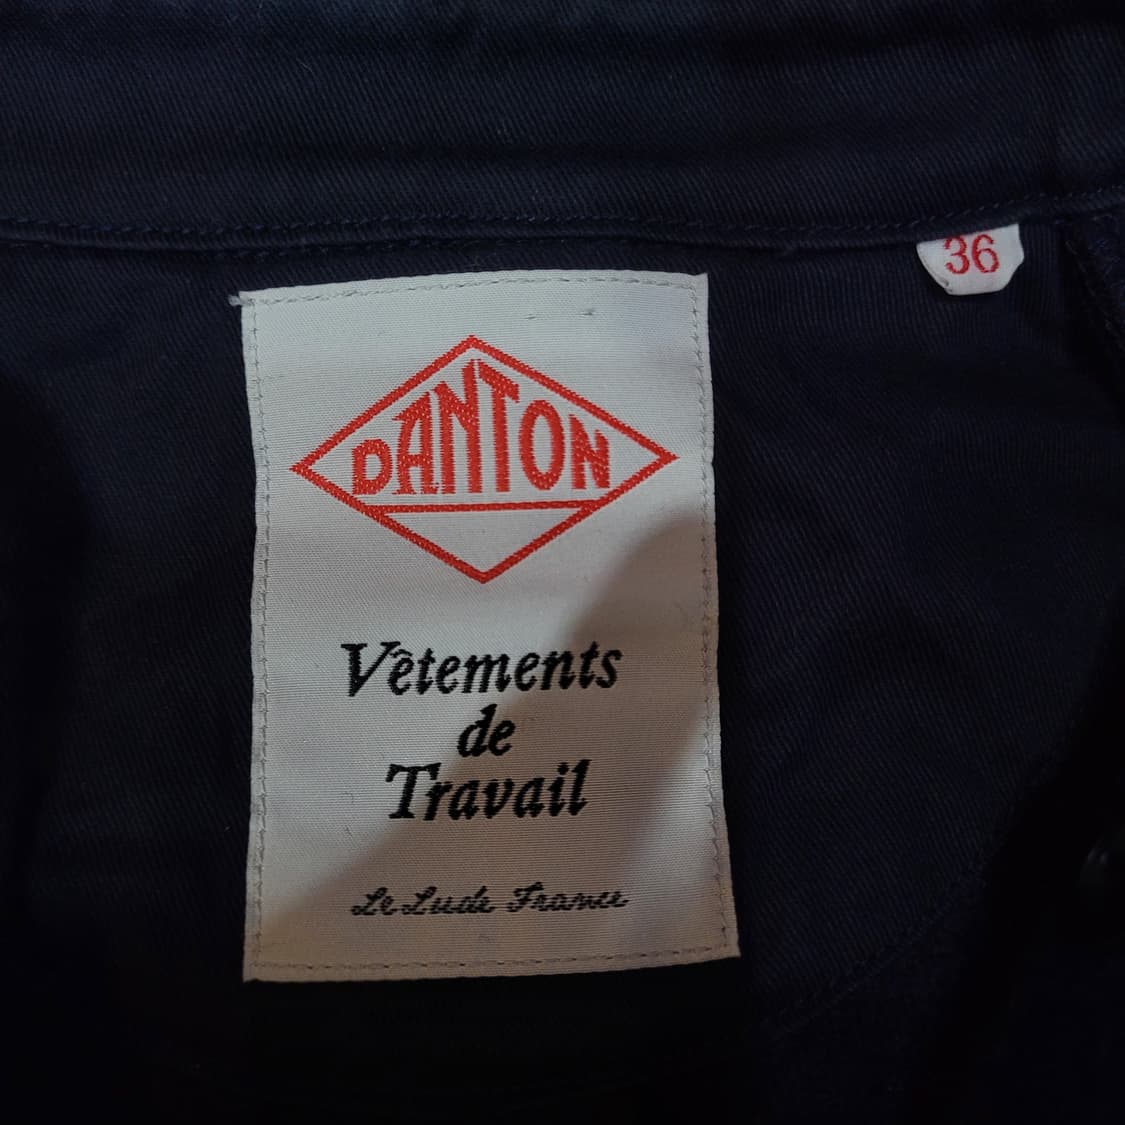 36
DANTON
Vêtements
de
Travail
Le Lude France